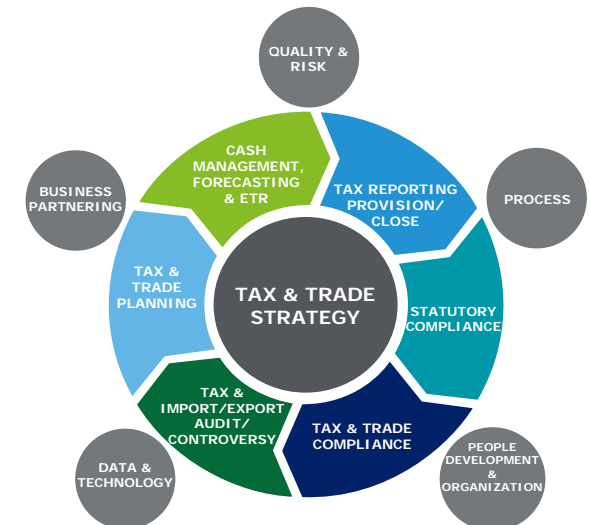 QUALITY &
RISK
CASH
MANAGEMENT,
FORECASTING
& ETR
TAX REPORTING
PROVISION/
CLOSE
BUSINESS
PARTNERING
PROCESS
TAX &
TRADE
PLANNING
TAX & TRADE
STRATEGY
STATUTORY
COMPLIANCE
TAX &
IMPORT/EXPORT
AUDIT/
CONTROVERSY
TAX & TRADE
COMPLIANCE
DATA &
TECHNOLOGY
PEOPLE
DEVELOPMENT
&
ORGANIZATION